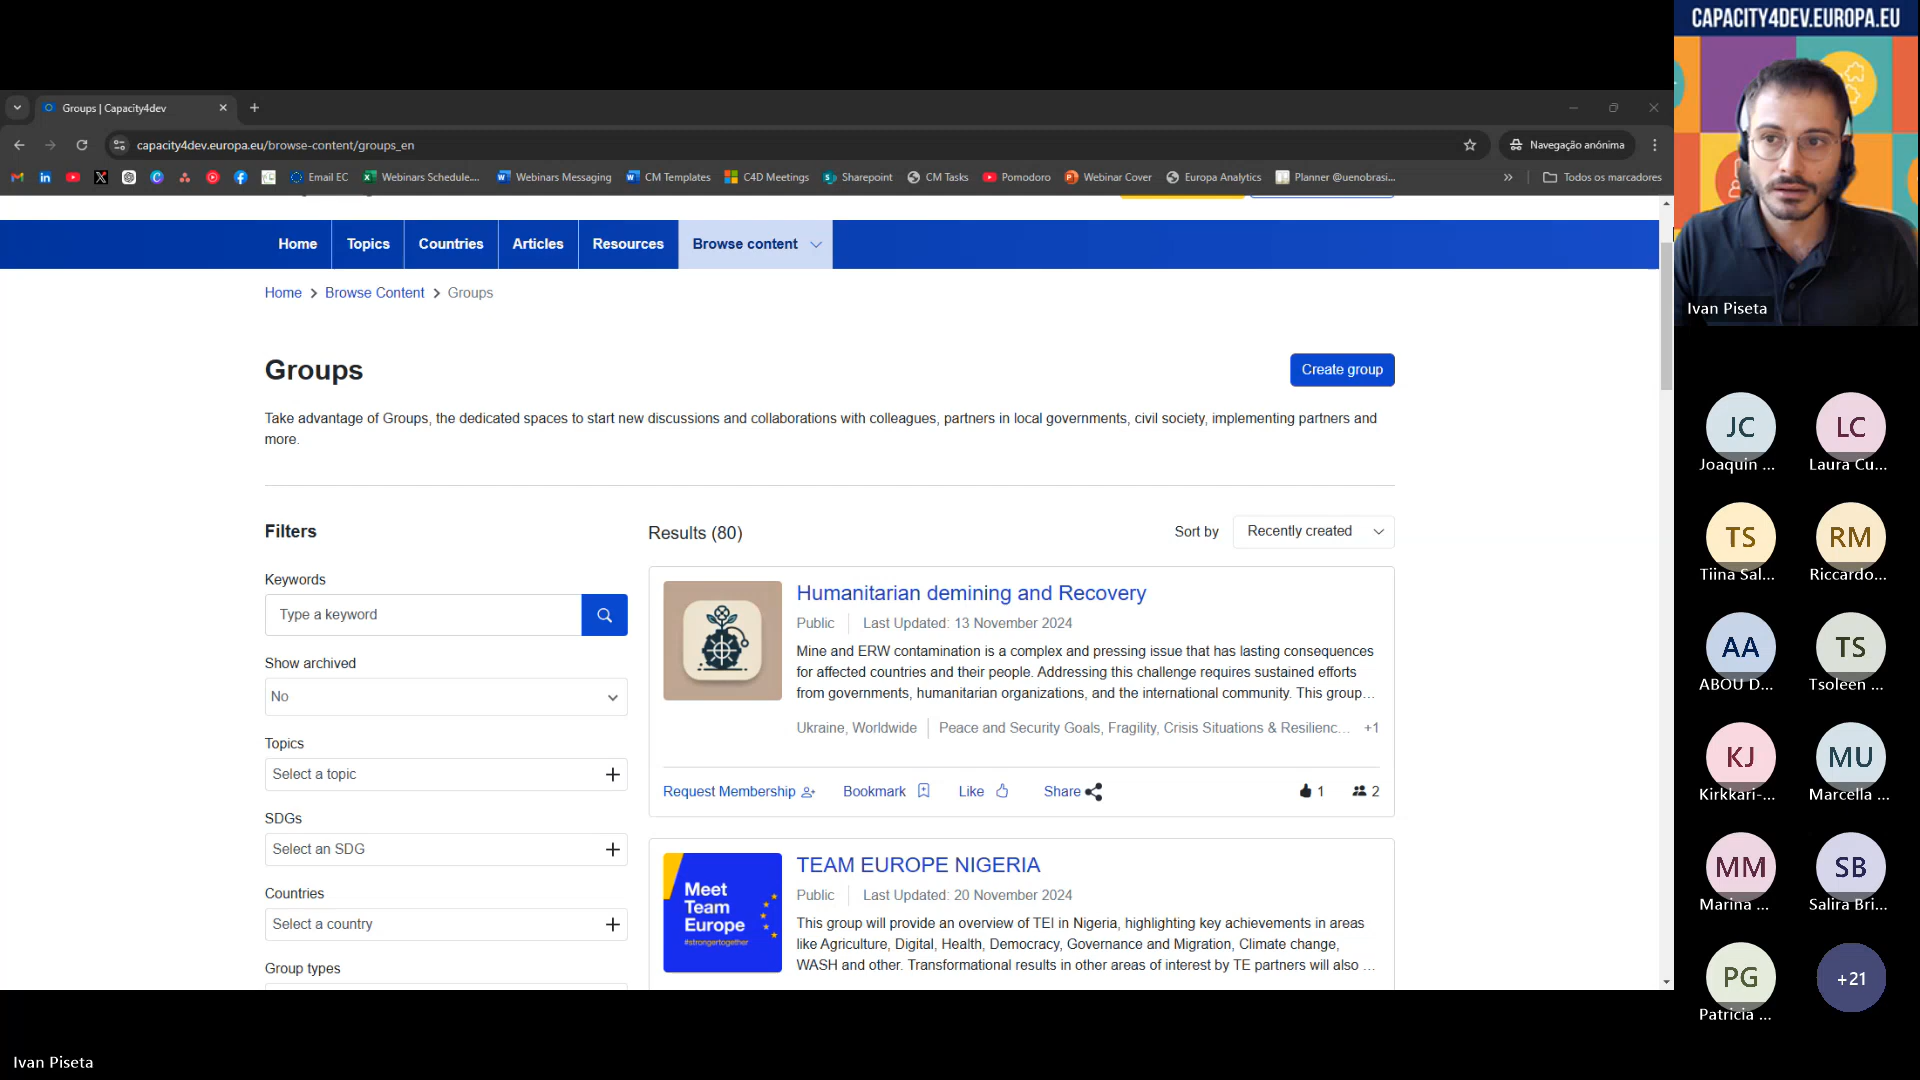 CAPACITY4DEV.EUROPA.EU
Groups | Capacity4dev
capacity4dev.europa.eu/browse-content/groups_en
Navegação anónima
Email EC
Webinars Schedule....
Webinars Messaging
CM Templates
C4D Meetings
Sharepoint
CM Tasks
Pomodoro
Webinar Cover
Europa Analytics
Planner @uenobrasi...
Todos os marcadores
Home
Topics
Countries
Articles
Resources
Browse content
Home > Browse Content > Groups
Groups
Create group
Take advantage of Groups, the dedicated spaces to start new discussions and collaborations with colleagues, partners in local governments, civil society, implementing partners and
more.
Filters
Results (80)
Sort by
Recently created
Keywords
Type a keyword
Show archived
No
Topics
Select a topic
SDGs
Select an SDG
Countries
Select a country
Group types
Humanitarian demining and Recovery
Public
Last Updated: 13 November 2024
Mine and ERW contamination is a complex and pressing issue that has lasting consequences
for affected countries and their people. Addressing this challenge requires sustained efforts
from governments, humanitarian organizations, and the international community. This group...
Ukraine, Worldwide
Peace and Security Goals, Fragility, Crisis Situations & Resilienc...
+1
Request Membership
Bookmark
Like
Share
1
2
Meet
Team
Europe
#strongertogether
TEAM EUROPE NIGERIA
Public
Last Updated: 20 November 2024
This group will provide an overview of TEI in Nigeria, highlighting key achievements in areas
like Agriculture, Digital, Health, Democracy, Governance and Migration, Climate change,
WASH and other. Transformational results in other areas of interest by TE partners will also ...
Ivan Piseta
JC
Joaquin ...
LC
Laura Cu...
TS
Tiina Sal...
RM
Riccardo...
AA
ABOU D...
TS
Tsoleen ...
KJ
Kirkkari-...
MU
Marcella ...
MM
Marina ...
SB
Salira Bri...
PG
Patricia ...
+21
Ivan Piseta